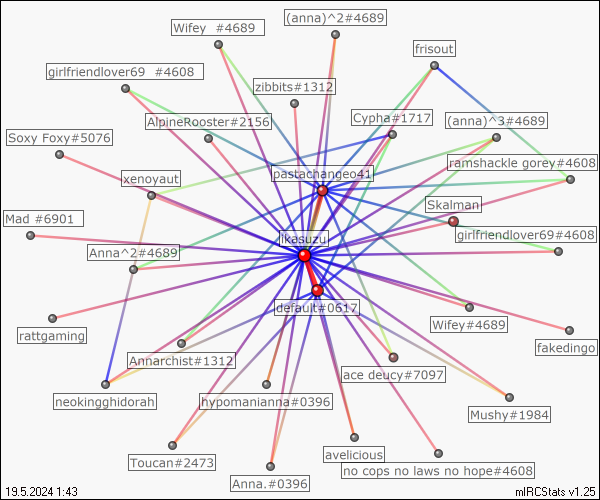 (anna)^2#4689
Wifey  #4689
frisout
girlfriendlover69  #4608
zibbits#1312
Cypha#1717
(anna)^3#4689
AlpineRooster#2156
Soxy Foxy#5076
ramshackle gorey#4608
pastachangeo41
xenoyaut
Skalman
Mad #6901
ikasuzu
girlfriendlover69#4608
Anna^2#4689
default#0617
Wifey#4689
rattgaming
fakedingo
Anmarchist#1312
ace deucy#7097
neokingghidorah
hypomanianna#0396
Mushy#1984
avelicious
Toucan#2473
no cops no laws no hope#4608
Anna.#0396
19.5.2024 1:43
mIRCStats v1.25